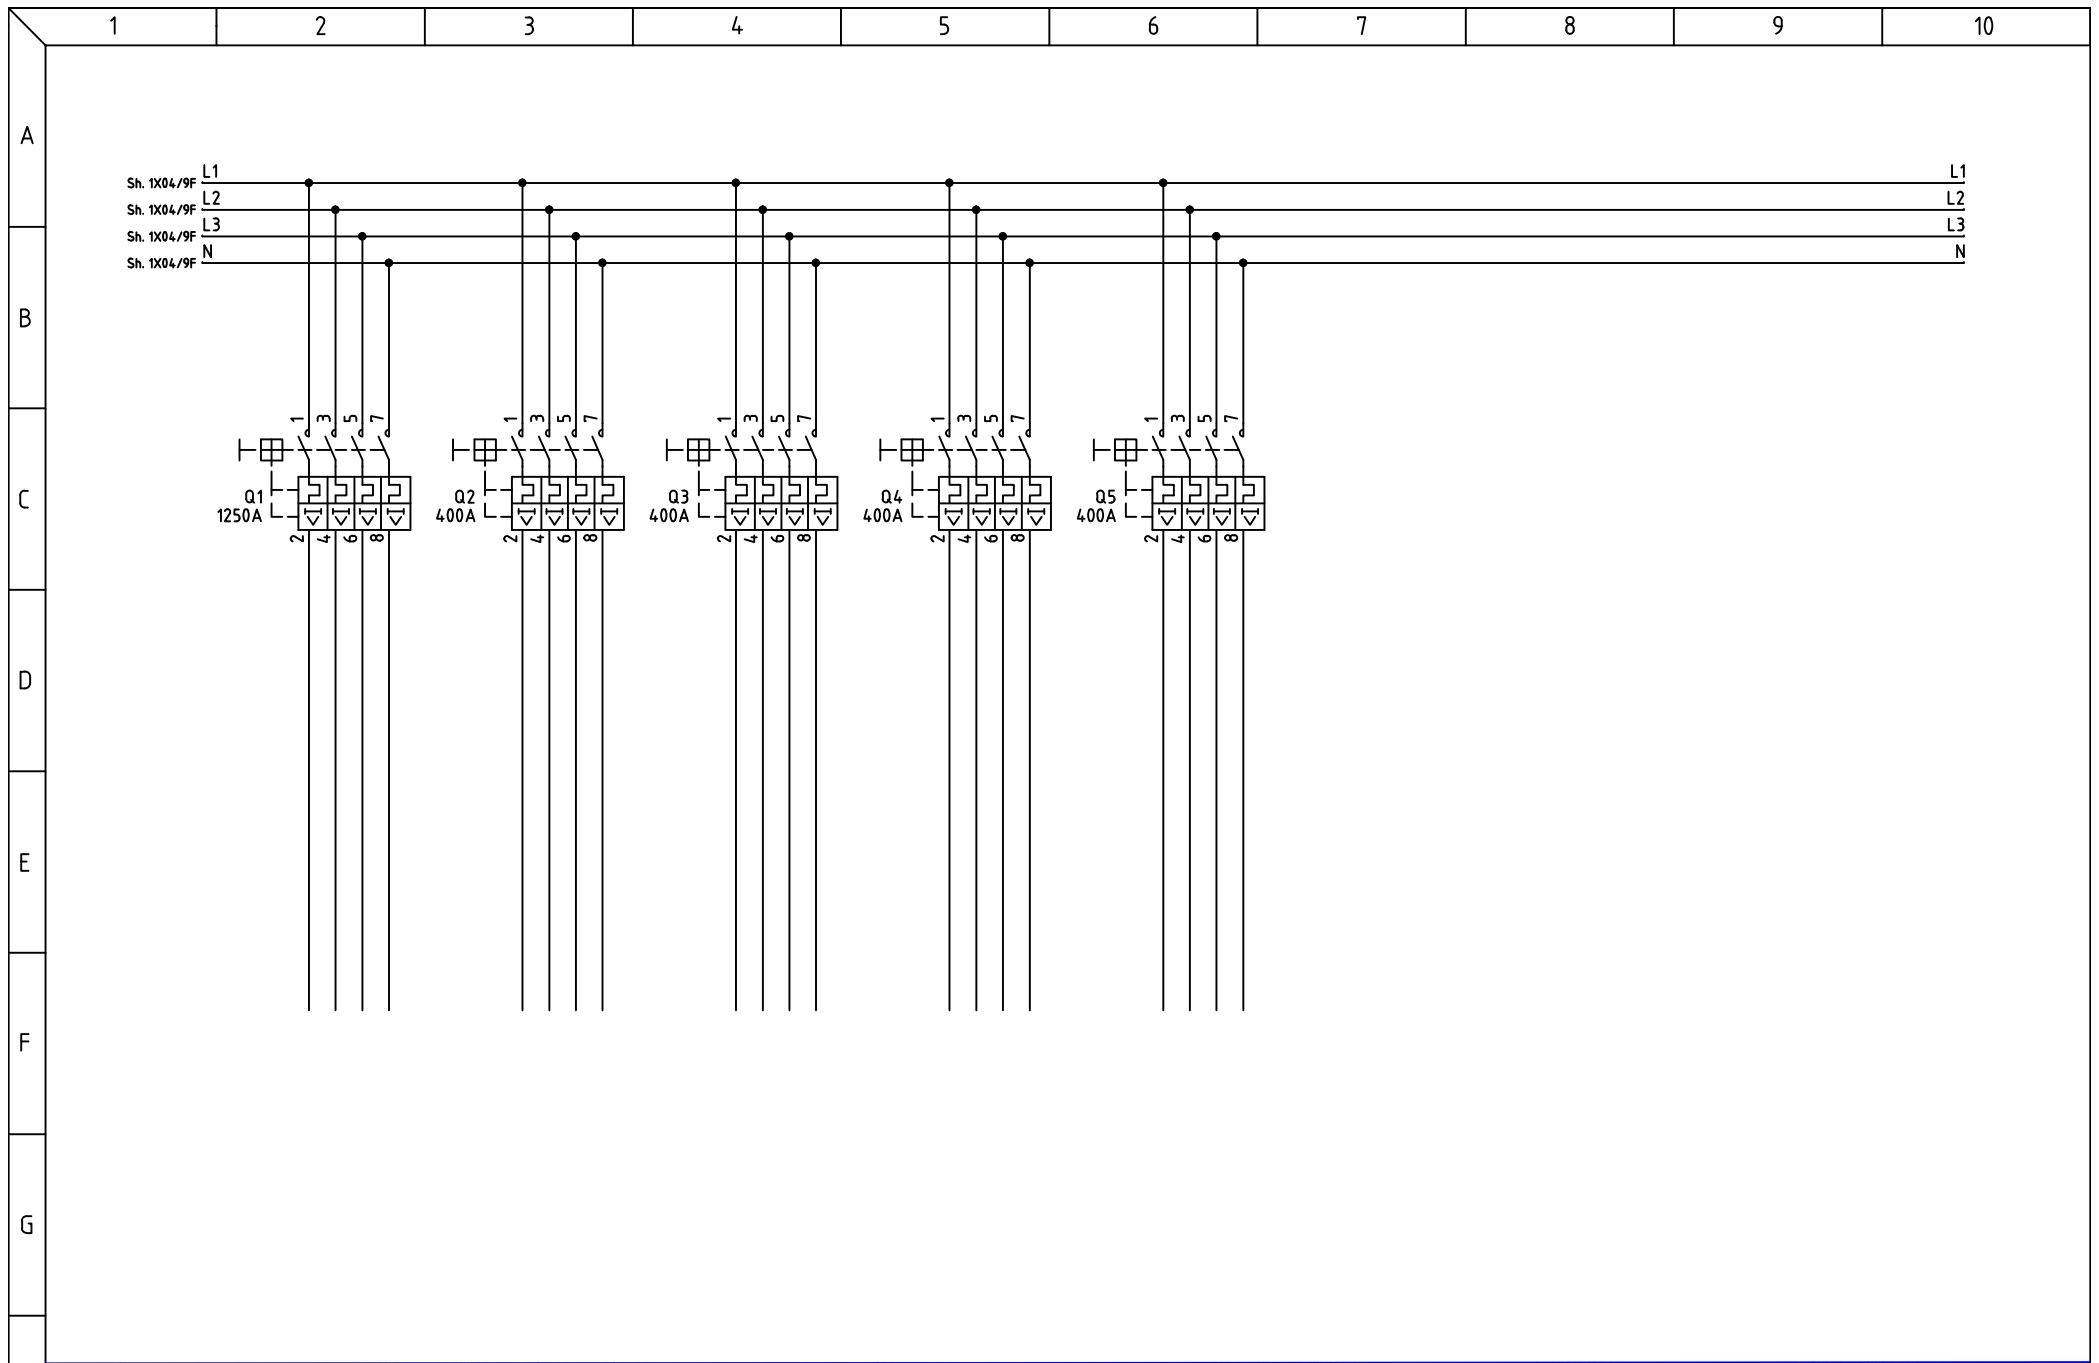 1 2 3 4 5 6 7 8 9 10
A
Sh. 1X04/9F L1 L1
Sh. 1X04/9F L2 L2
Sh. 1X04/9F L3 L3
Sh. 1X04/9F N N
B
1 3 5 7 1 3 5 7 1 3 5 7 1 3 5 7 1 3 5 7
C
Q1 Q2 Q3 Q4 Q5
1250A 400A 400A 400A 400A
2 4 6 8 2 4 6 8 2 4 6 8 2 4 6 8 2 4 6 8
D
E
F
G